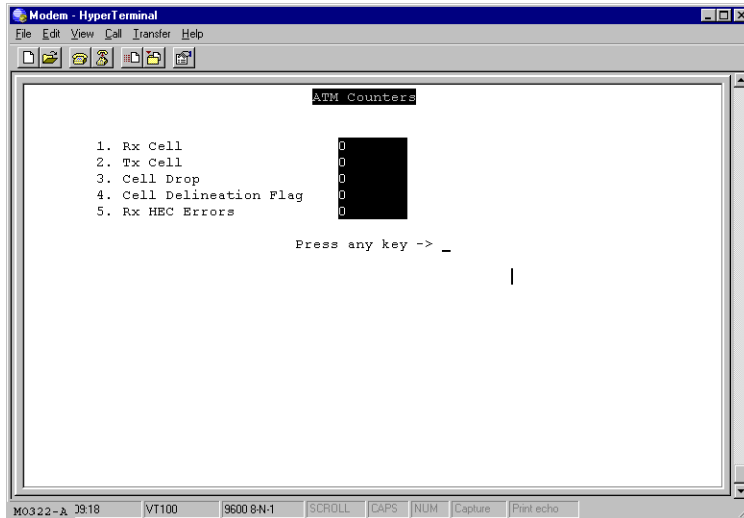 Modem - HyperTerminal
File Edit View Call Transfer Help
ATM Counters
1. Rx Cell 0
2. Tx Cell 0
3. Cell Drop 0
4. Cell Delineation Flag 0
5. Rx HEC Errors 0
Press any key -> _
M0322-A 09:18 VT100 9600 8-N-1 SCROLL CAPS NUM Capture Print echo